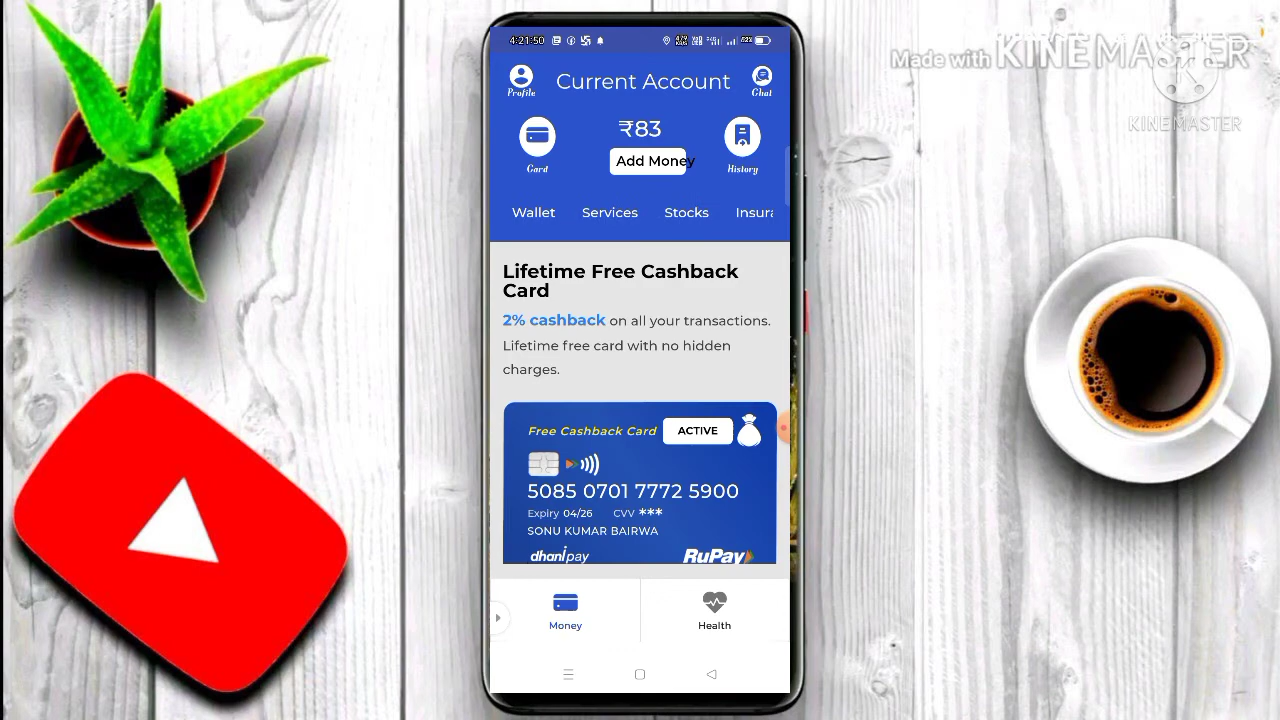 Made with KINEMASTER
KINEMASTER
4:21:50
Profile
Current Account
Chat
₹83
Add Money
Card
History
Wallet Services Stocks Insura
Lifetime Free Cashback
Card
2% cashback on all your transactions.
Lifetime free card with no hidden
charges.
Free Cashback Card ACTIVE
5085 0701 7772 5900
Expiry 04/26 CVV ***
SONU KUMAR BAIRWA
dhani pay RuPay
Money Health